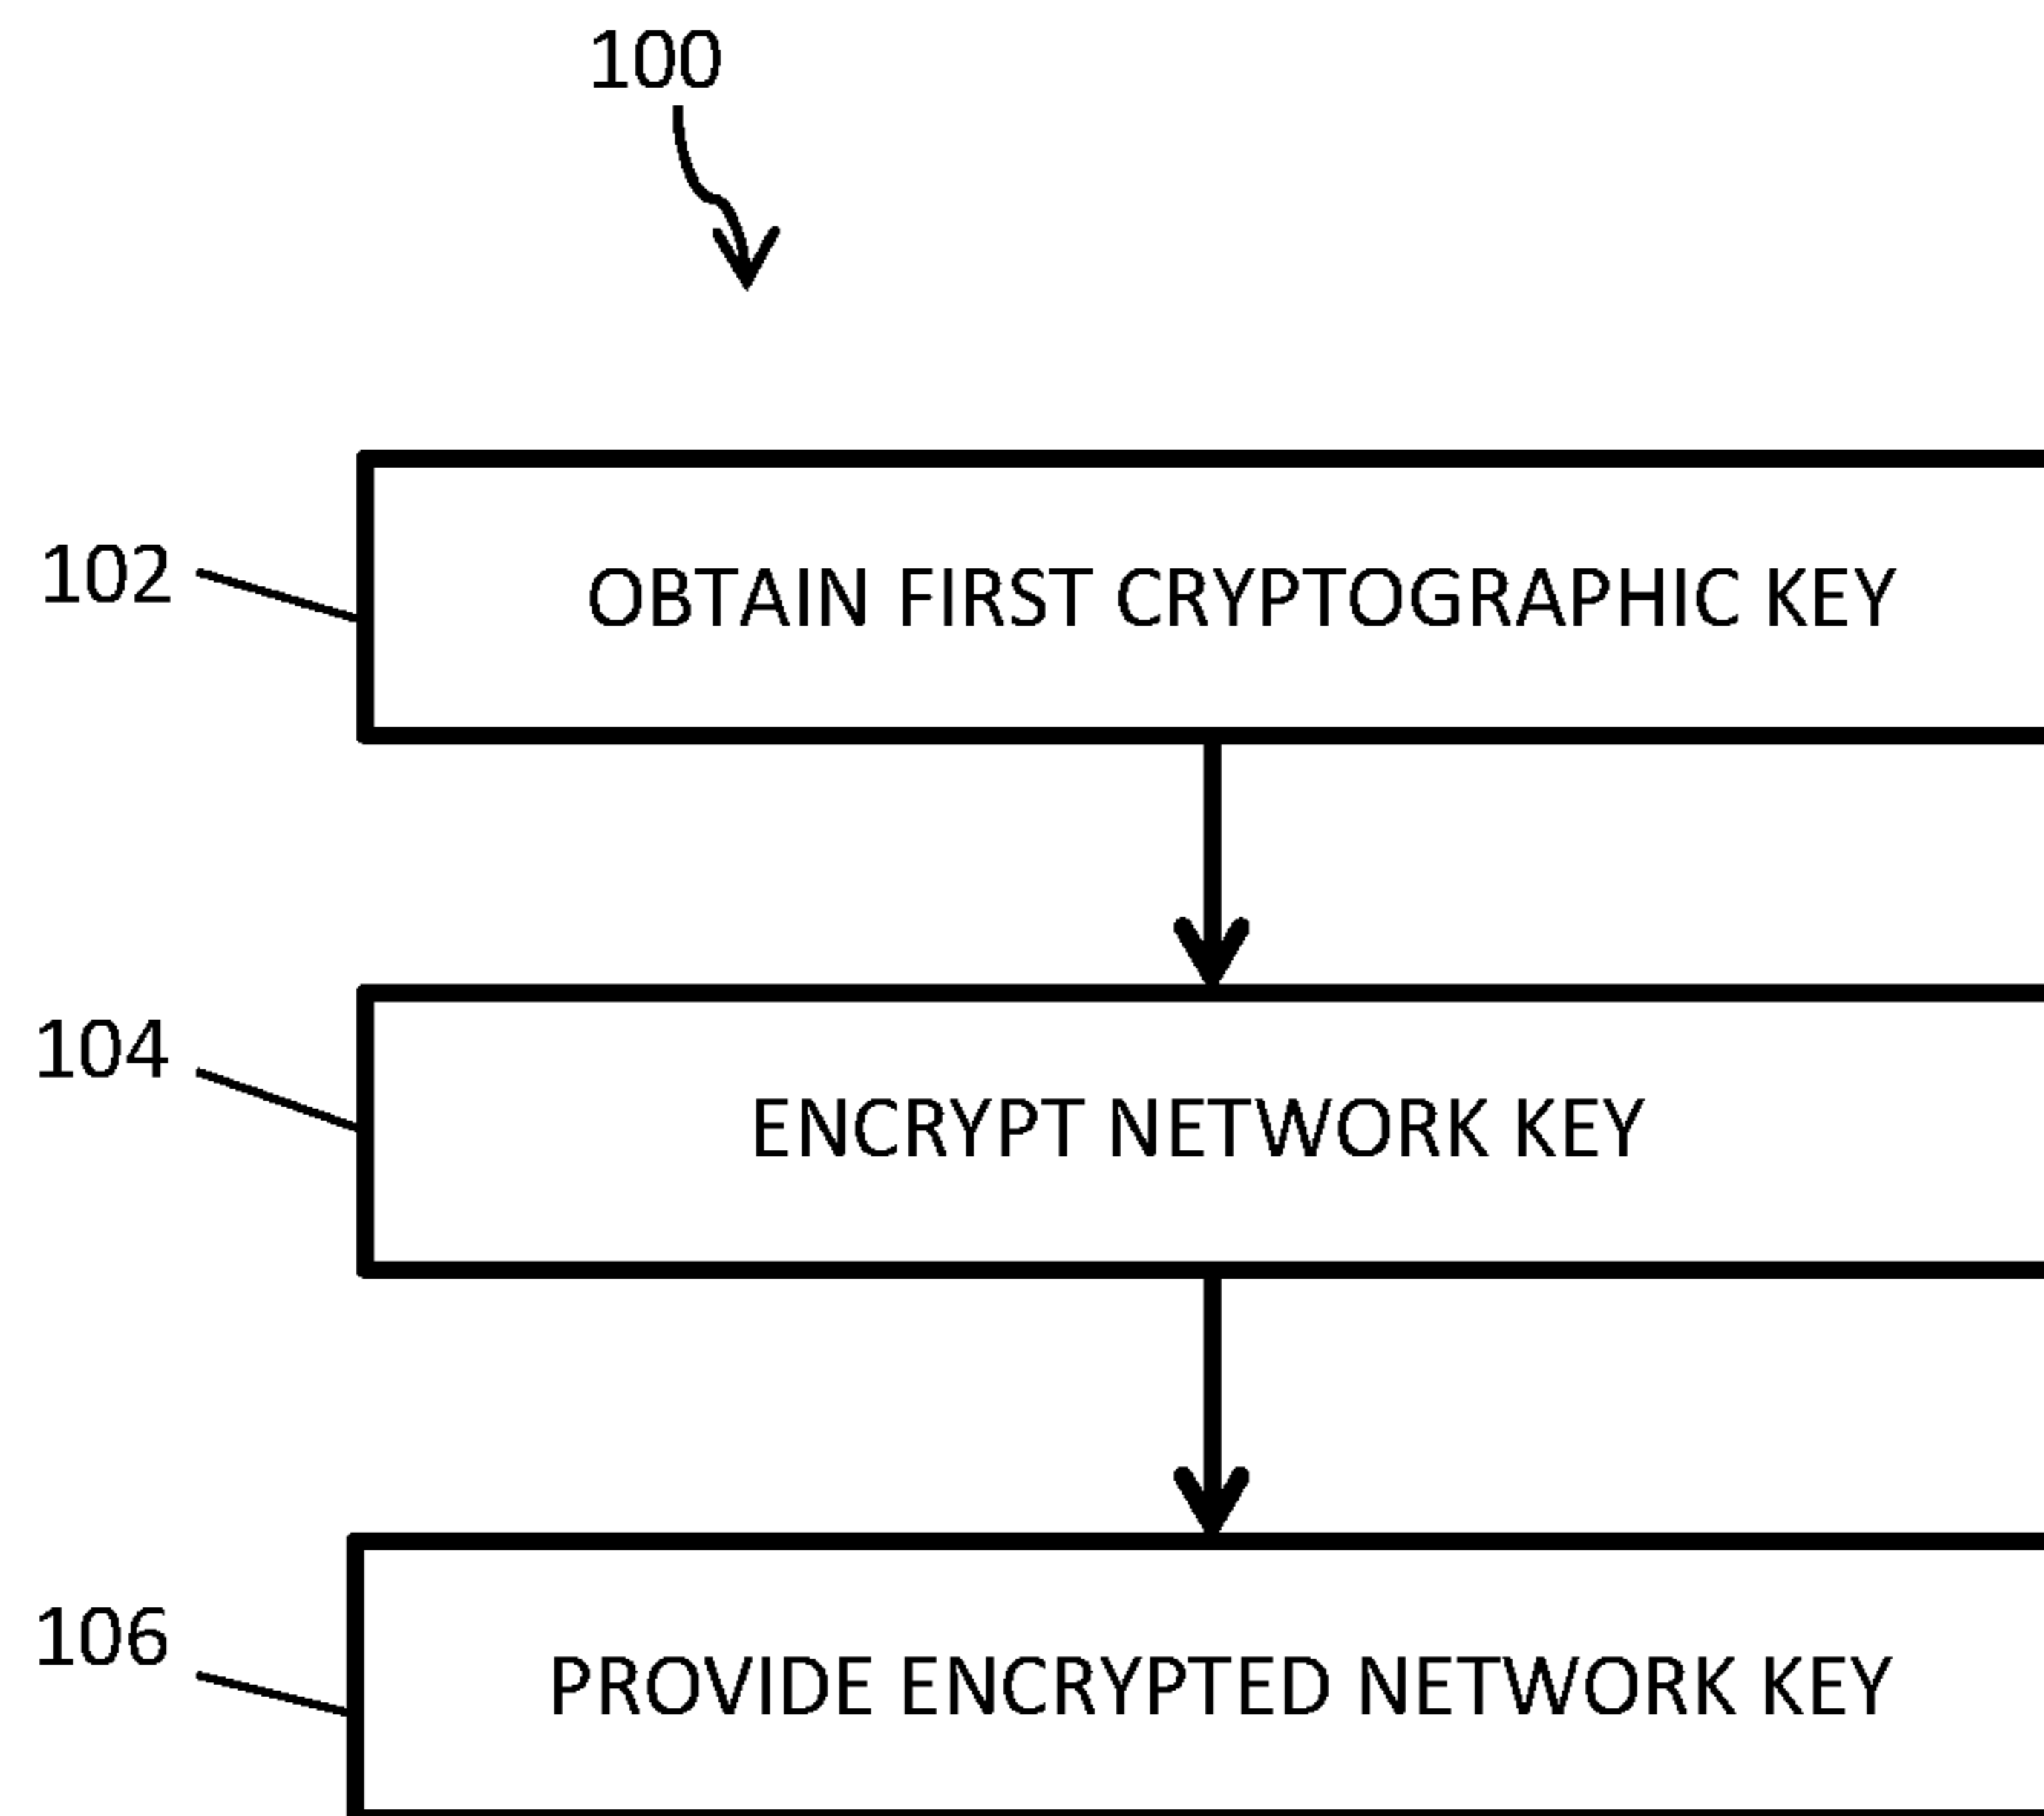 100
102
OBTAIN FIRST CRYPTOGRAPHIC KEY
104
ENCRYPT NETWORK KEY
106
PROVIDE ENCRYPTED NETWORK KEY